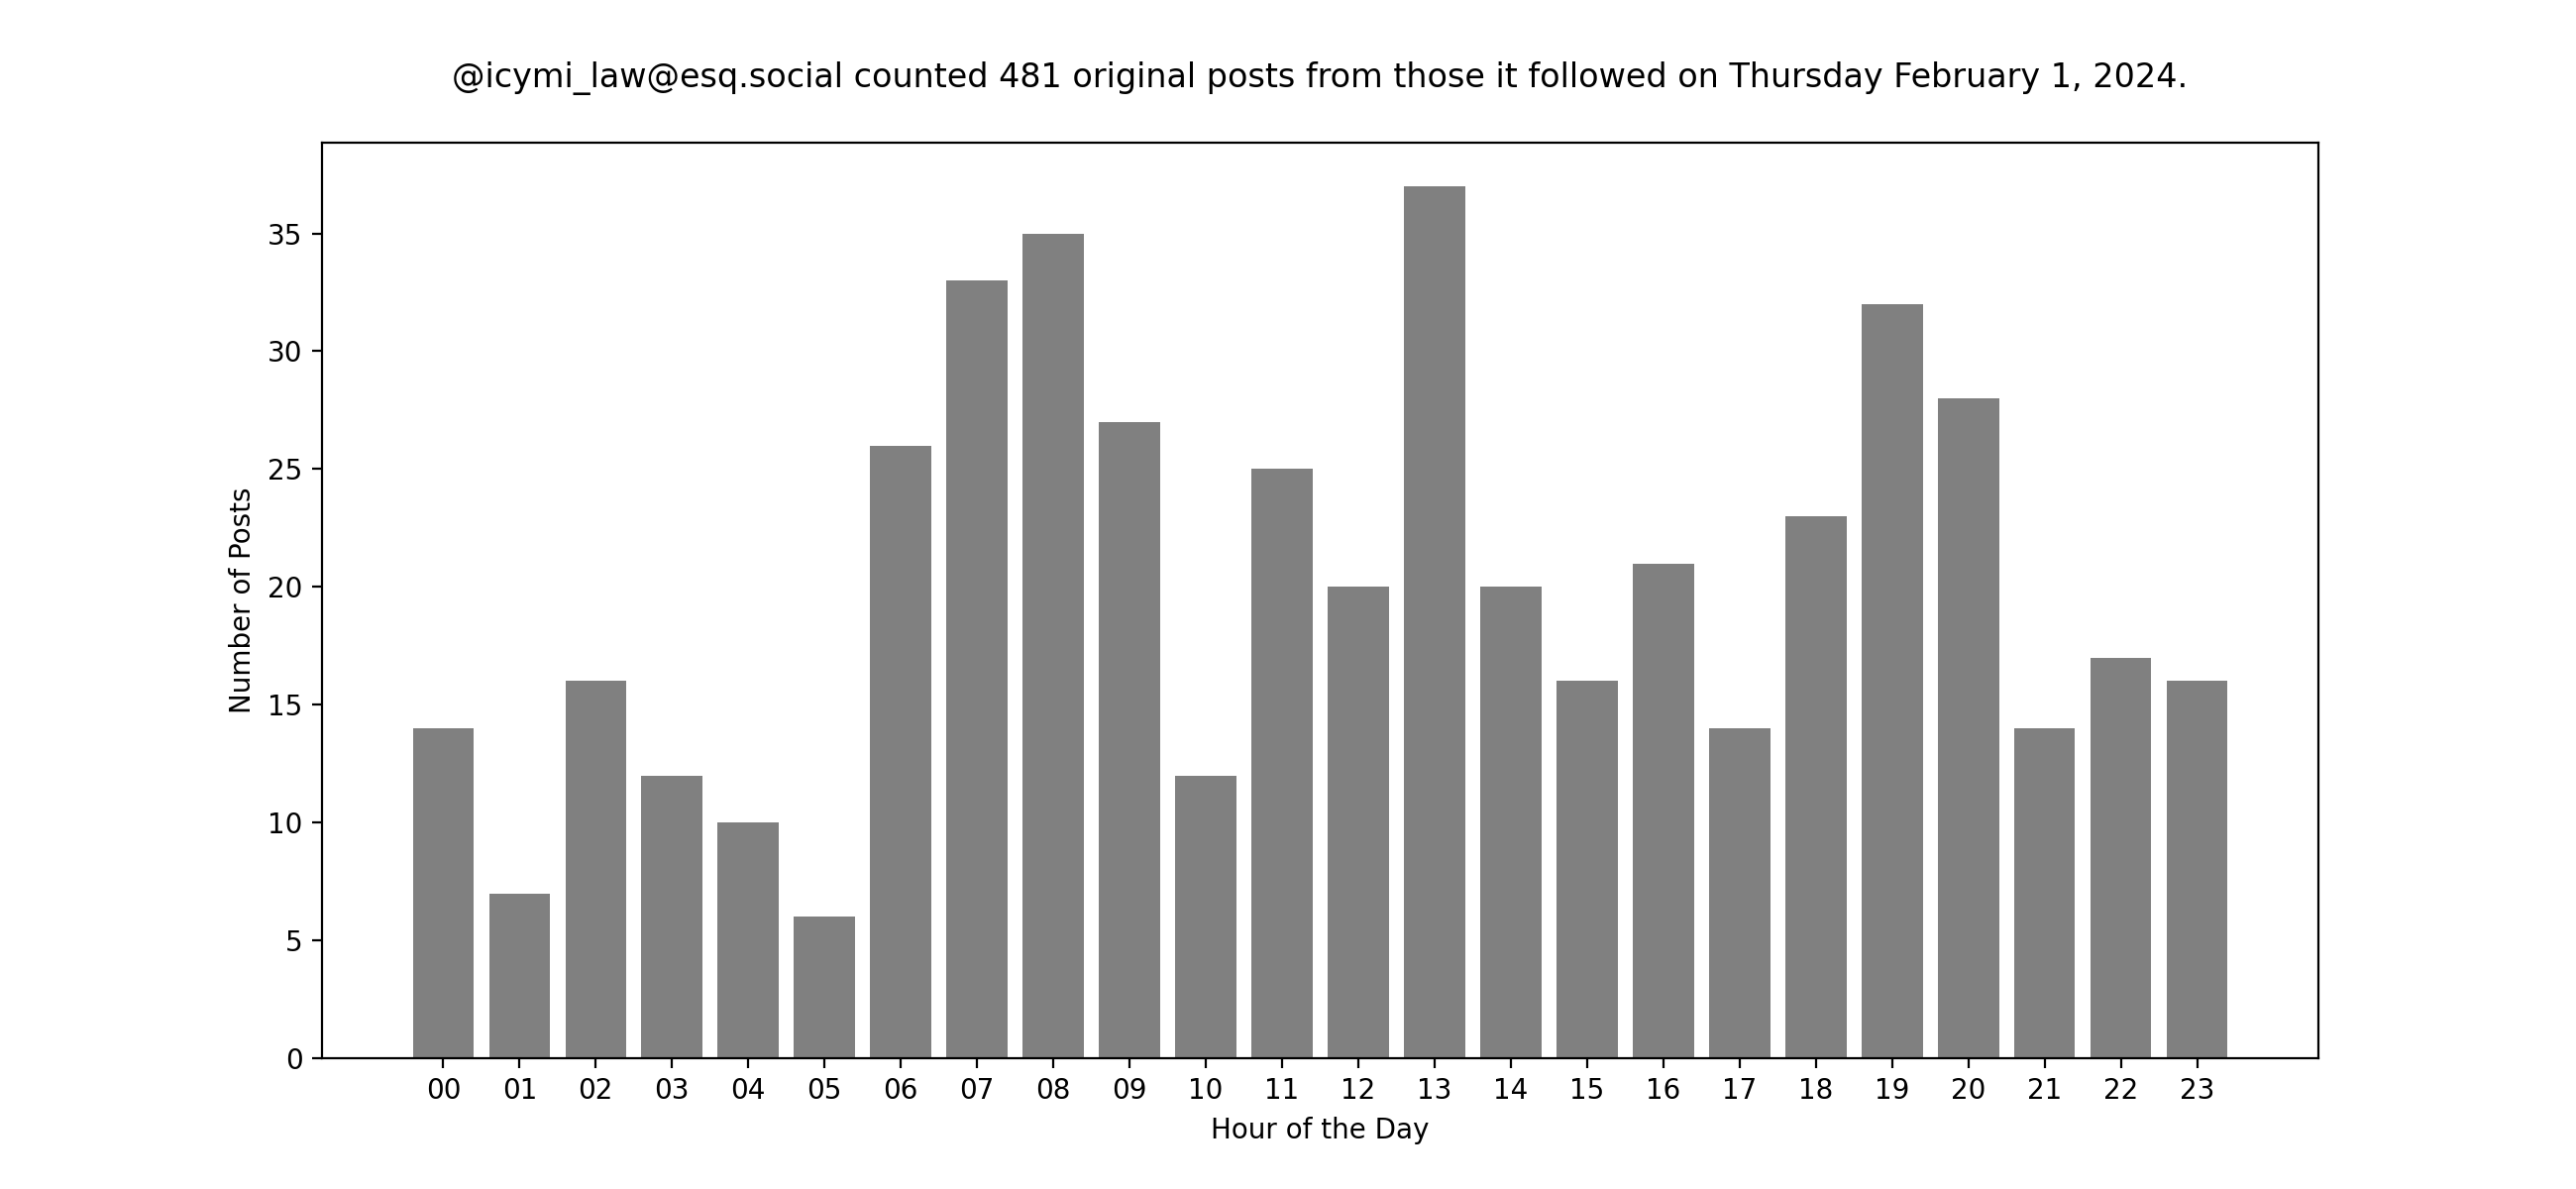 @icymi_law@esq.social counted 481 original posts from those it followed on Thursday February 1, 2024.
35
30
25
20
15
10
5
0
Number of Posts
00 01 02 03 04 05 06 07 08 09 10 11 12 13 14 15 16 17 18 19 20 21 22 23
Hour of the Day